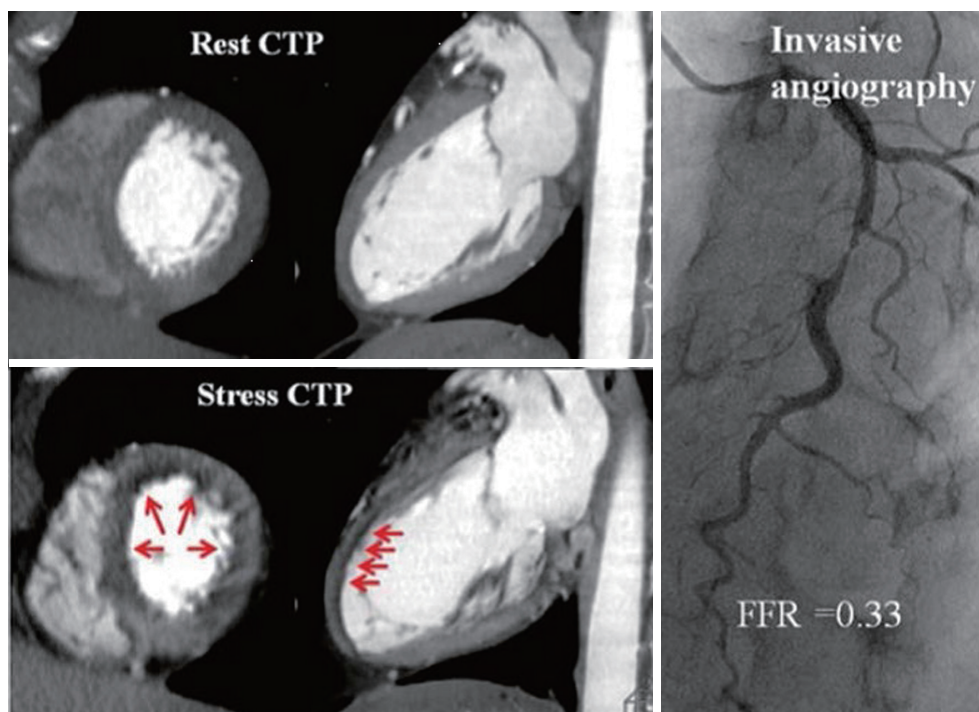 Rest CTP
Invasive
angiography
Stress CTP
FFR =0.33